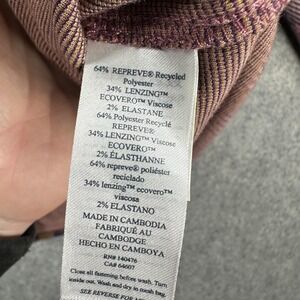 64% REPREVE® Recycled
Polyester
34% LENZING™
ECOVERO™ Viscose
2% ELASTANE
64% Polyester Recyclé
REPREVE®
34% LENZING™ Viscose
ECOVERO™
2% ÉLASTHANNE
64% repreve® poliéster
reciclado
34% lenzing™ ecovero™
viscosa
2% ELASTANO
MADE IN CAMBODIA
FABRIQUÉ AU
CAMBODGE
HECHO EN CAMBOYA
RN# 140476
CA# 64607
Close all fastening before wash. Turn
inside out. Wash and dry in mesh bag.
SEE REVERSE FOR